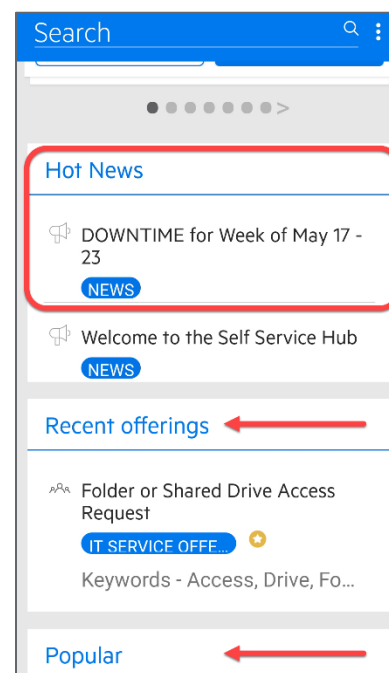 Search
>
Hot News
DOWNTIME for Week of May 17 -
23
NEWS
Welcome to the Self Service Hub
NEWS
Recent offerings
Folder or Shared Drive Access
Request
IT SERVICE OFFE...
Keywords - Access, Drive, Fo...
Popular